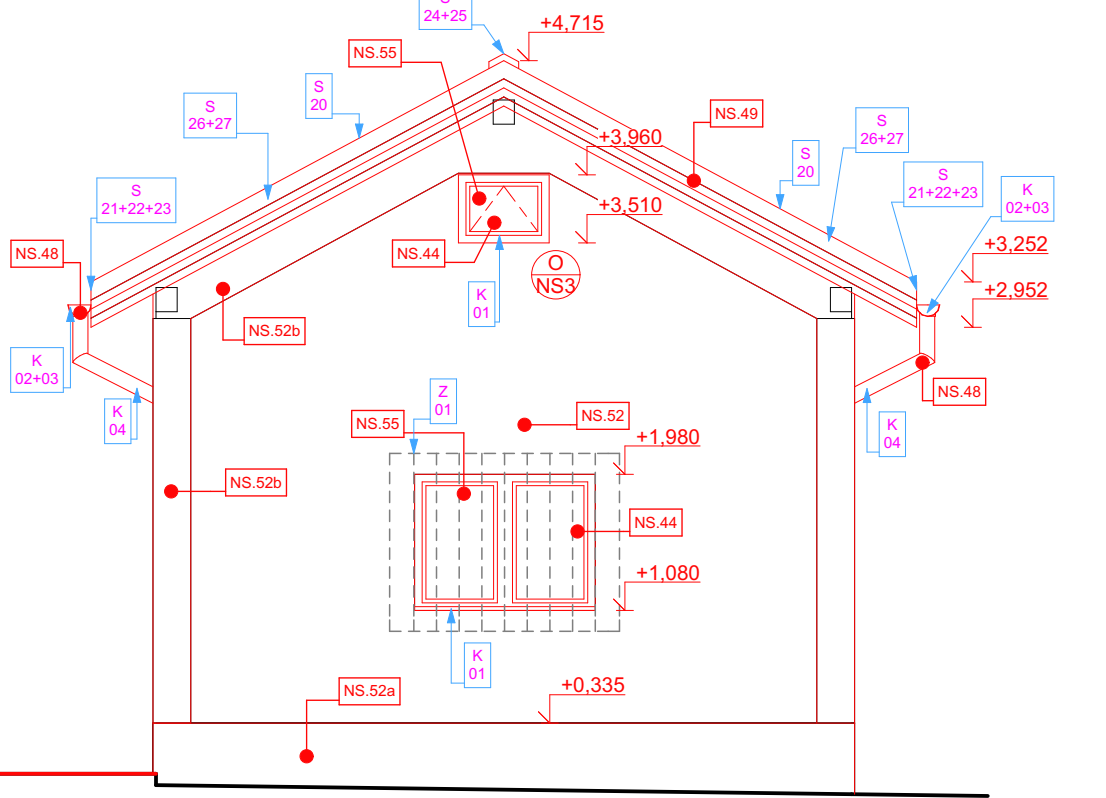 24+25
+4,715
NS.55
S
20
S
26+27
NS.49
+3,960
S
26+27
S
20
S
21+22+23
S
21+22+23
K
02+03
+3,510
NS.48
NS.44
O
NS3
+3,252
+2,952
K
01
NS.52b
K
02+03
K
04
Z
01
NS.55
NS.52
+1,980
NS.48
K
04
NS.52b
NS.44
+1,080
K
01
NS.52a
+0,335